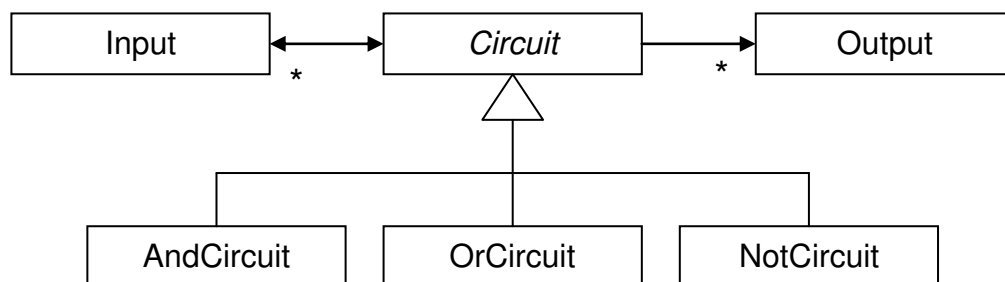 Input
Circuit
Output
*
*
AndCircuit
OrCircuit
NotCircuit